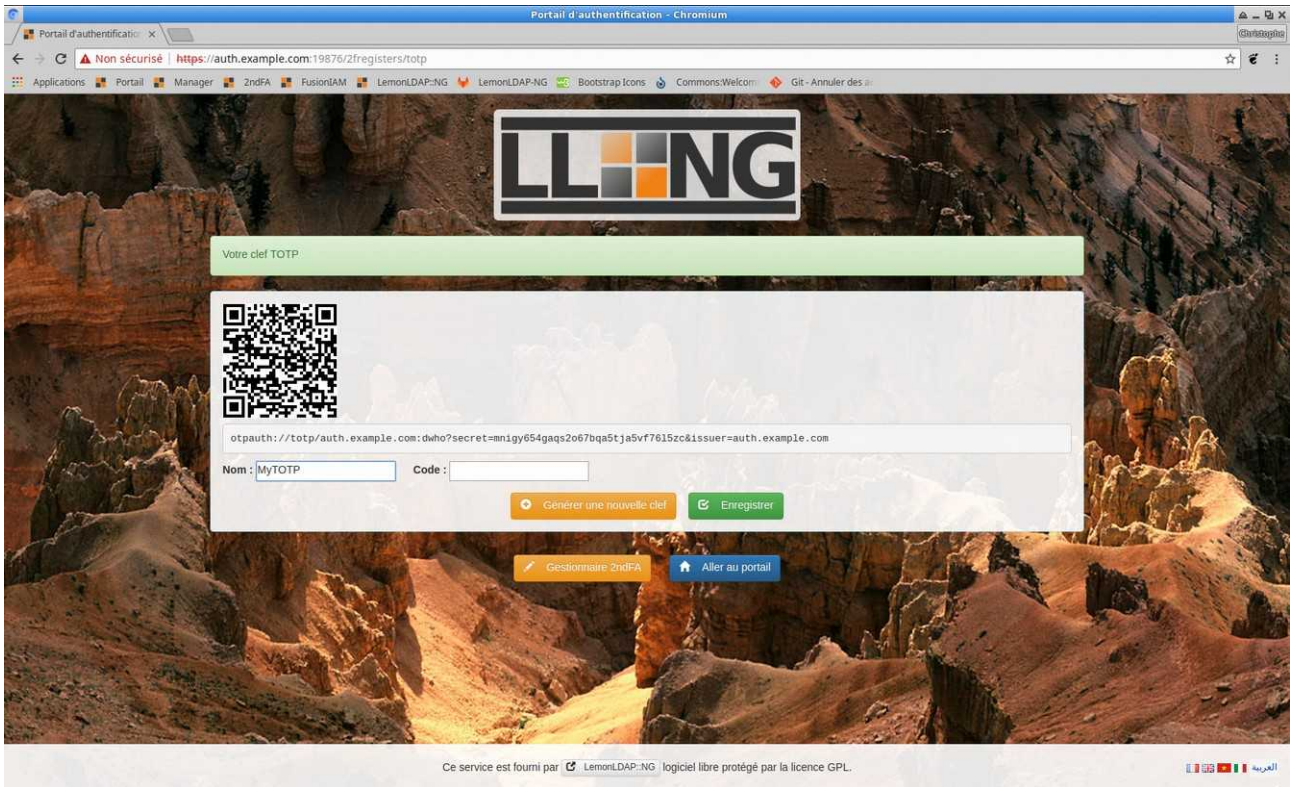 Portail d'authentification - Chromium
Portail d'authentificatio
Christophe
Non sécurisé | https://auth.example.com:19876/2fregisters/totp
Applications Portail Manager 2ndFA FusionIAM LemonLDAP::NG LemonLDAP-NG Bootstrap Icons Commons:Welcom Git - Annuler des a
LL NG
Votre clef TOTP
otpauth://totp/auth.example.com:dwho?secret=mnigy654gaqs2o67bqa5tja5vf76l5zc&issuer=auth.example.com
Nom : MyTOTP Code :
Générer une nouvelle clef Enregistrer
Gestionnaire 2ndFA Aller au portail
Ce service est fourni par LemonLDAP::NG logiciel libre protégé par la licence GPL.
العربية